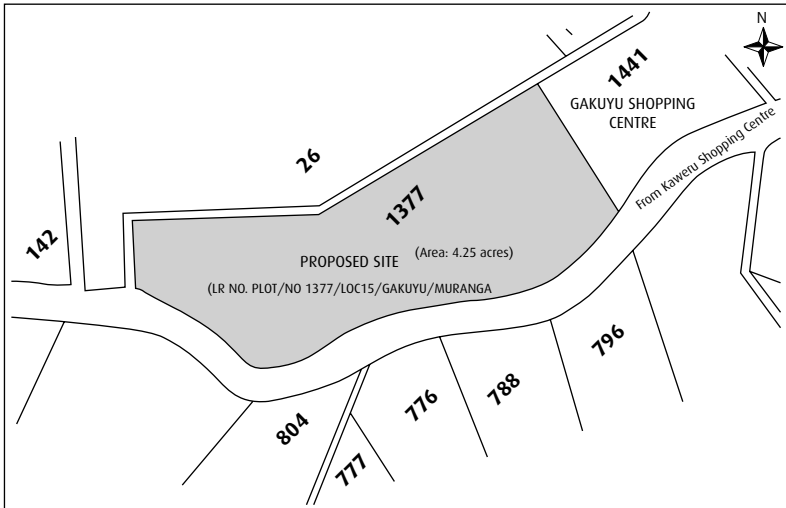 N
1441
GAKUYU SHOPPING
CENTRE
From Kaweru Shopping Centre
26
1377
142
PROPOSED SITE
(Area: 4.25 acres)
(LR NO. PLOT/NO 1377/LOC15/GAKUYU/MURANGA
796
788
776
804
777